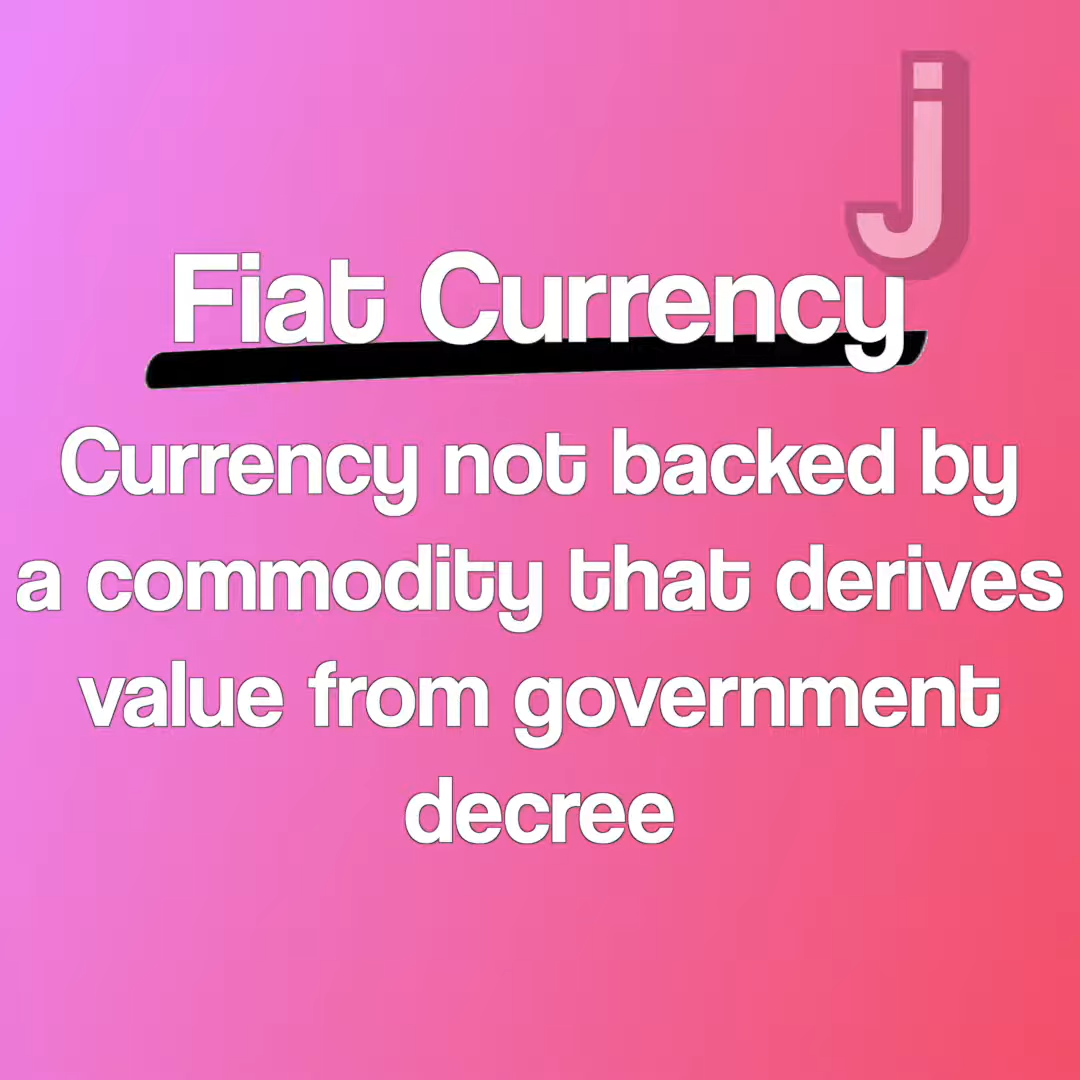 j
Fiat Currency
Currency not backed by
a commodity that derives
value from government
decree